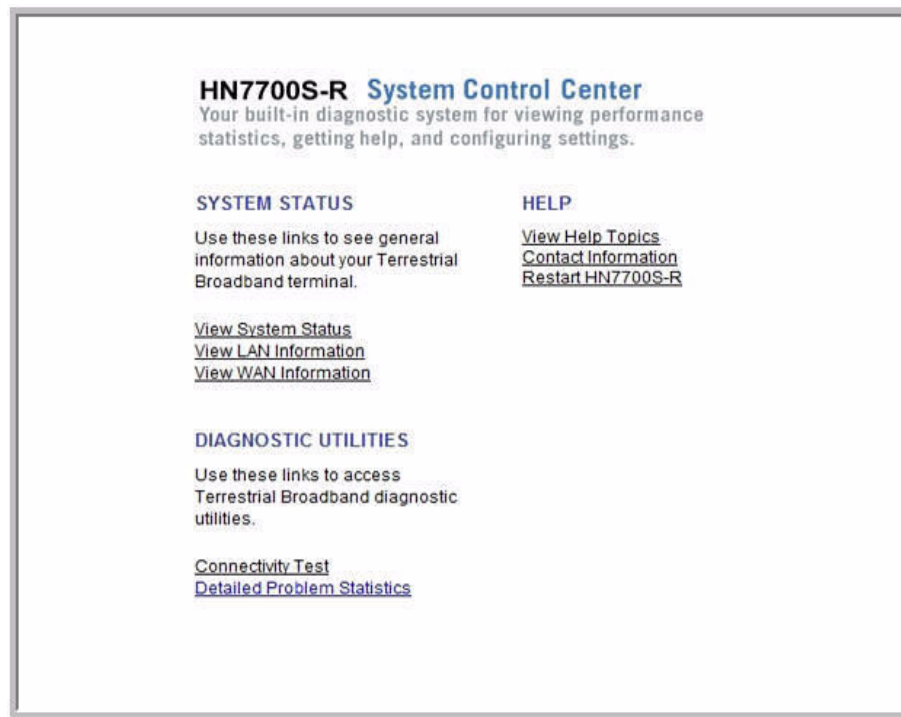 HN7700S-R System Control Center
Your built-in diagnostic system for viewing performance
statistics, getting help, and configuring settings.
SYSTEM STATUS
Use these links to see general
information about your Terrestrial
Broadband terminal.
View System Status
View LAN Information
View WAN Information
HELP
View Help Topics
Contact Information
Restart HN7700S-R
DIAGNOSTIC UTILITIES
Use these links to access
Terrestrial Broadband diagnostic
utilities.
Connectivity Test
Detailed Problem Statistics